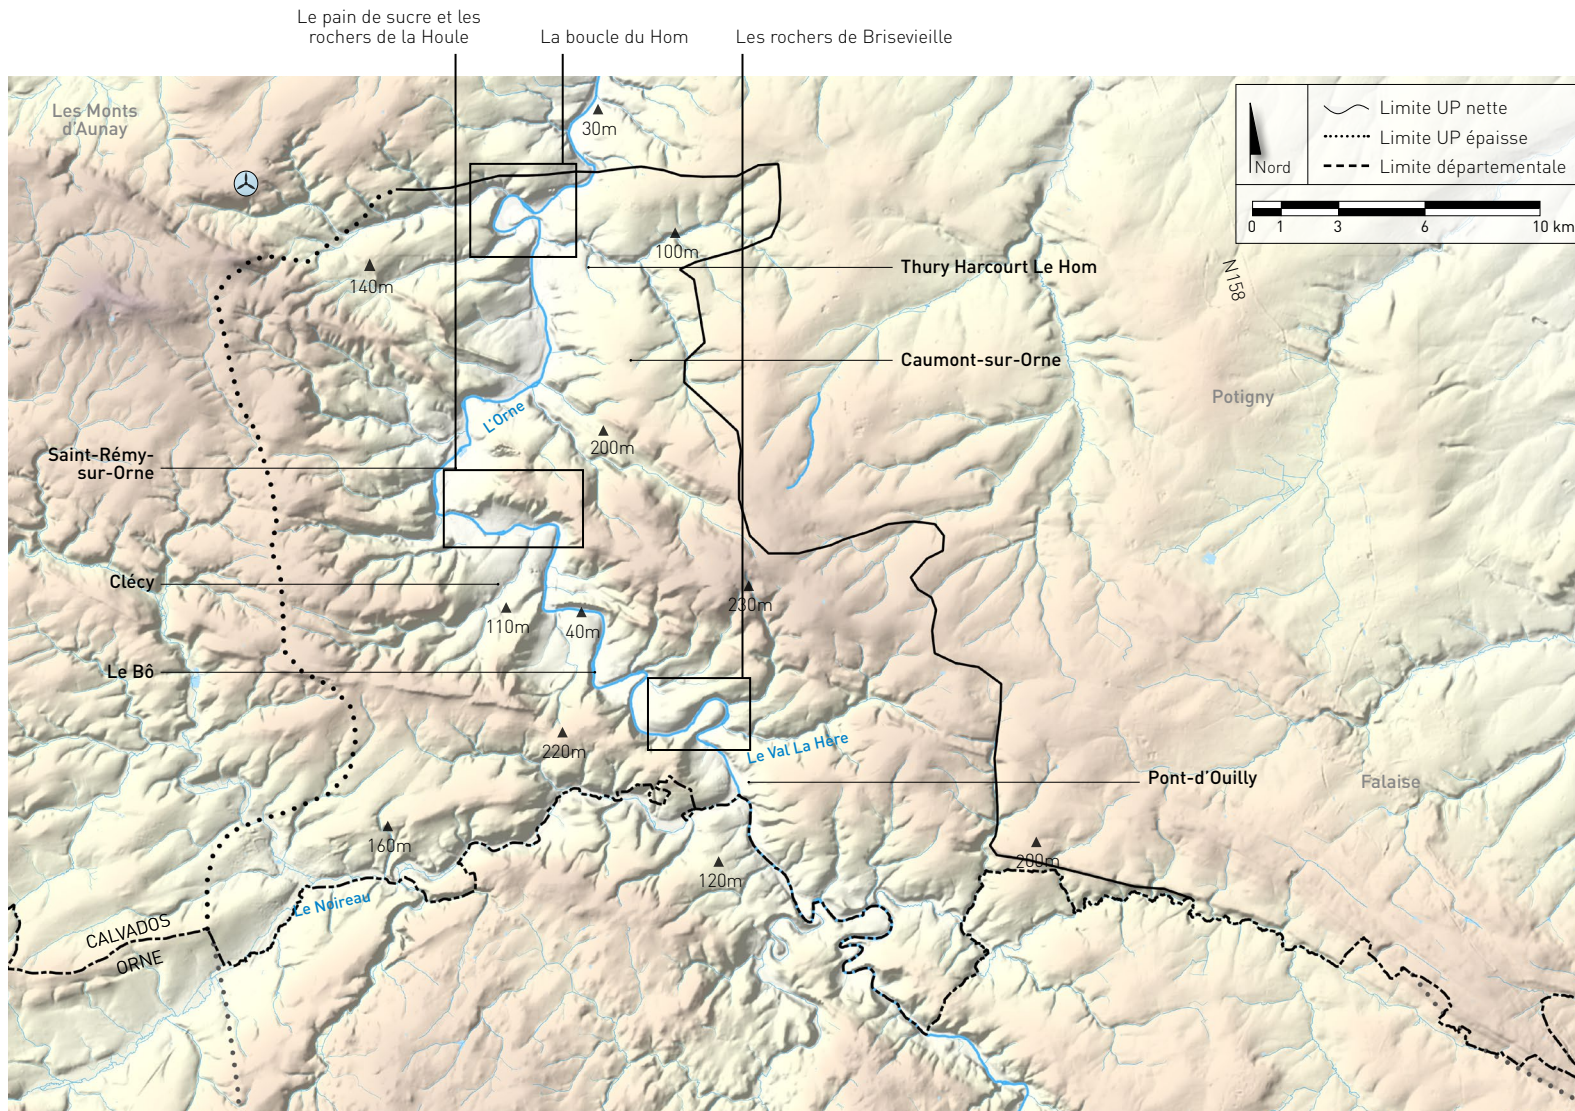 Le pain de sucre et les
rochers de la Houle
La boucle du Hom
Les rochers de Brisevieille
Les Monts
d'Aunay
30m
Limite UP nette
Limite UP épaisse
Limite départementale
Nord
0 1 3 6 10 km
100m
140m
Thury Harcourt Le Hom
N158
Caumont-sur-Orne
Potigny
L'Orne
200m
Saint-Rémy-
sur-Orne
Clécy
110m
40m
230m
Le Bô
220m
Le Val La Hère
Pont-d'Ouilly
Falaise
160m
120m
200m
Le Noireau
CALVADOS
ORNE